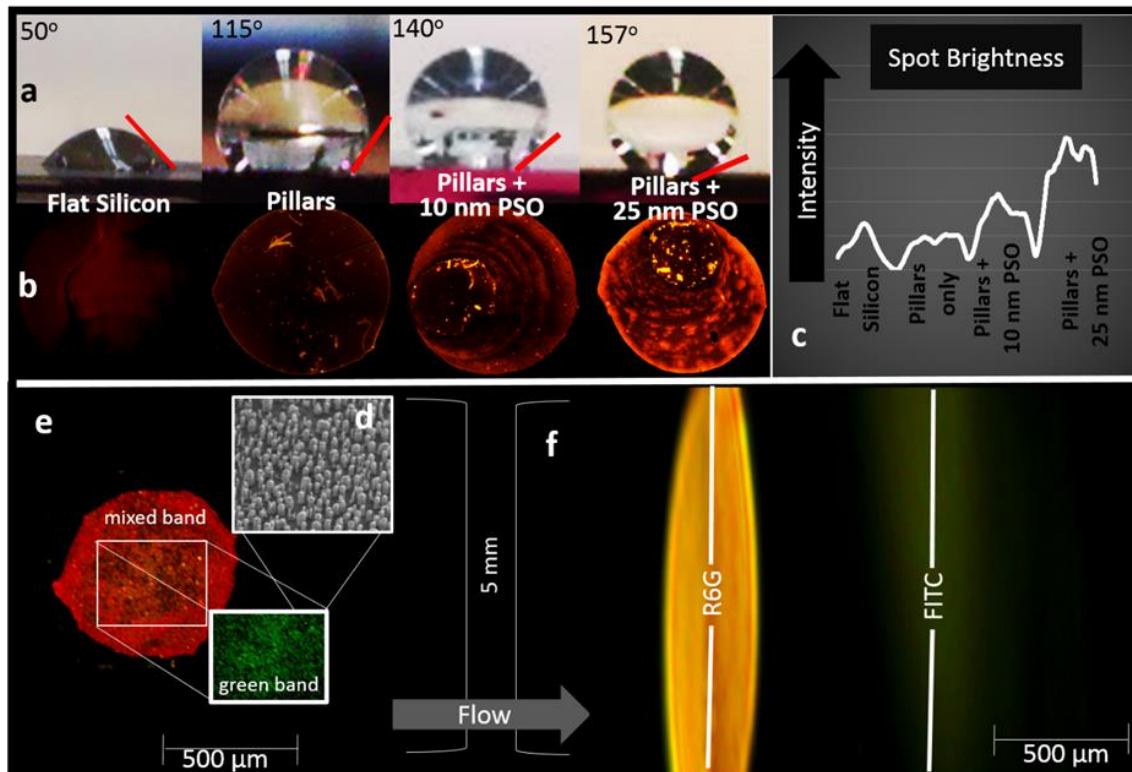 50°
115°
140°
157°
a
Flat Silicon
Pillars
Pillars +
10 nm PSO
Pillars +
25 nm PSO
b
Spot Brightness
Intensity
Flat
Silicon
Pillars
only
Pillars +
10 nm PSO
Pillars +
25 nm PSO
c
e
d
mixed band
green band
500 µm
5 mm
Flow
f
R6G
FITC
500 µm